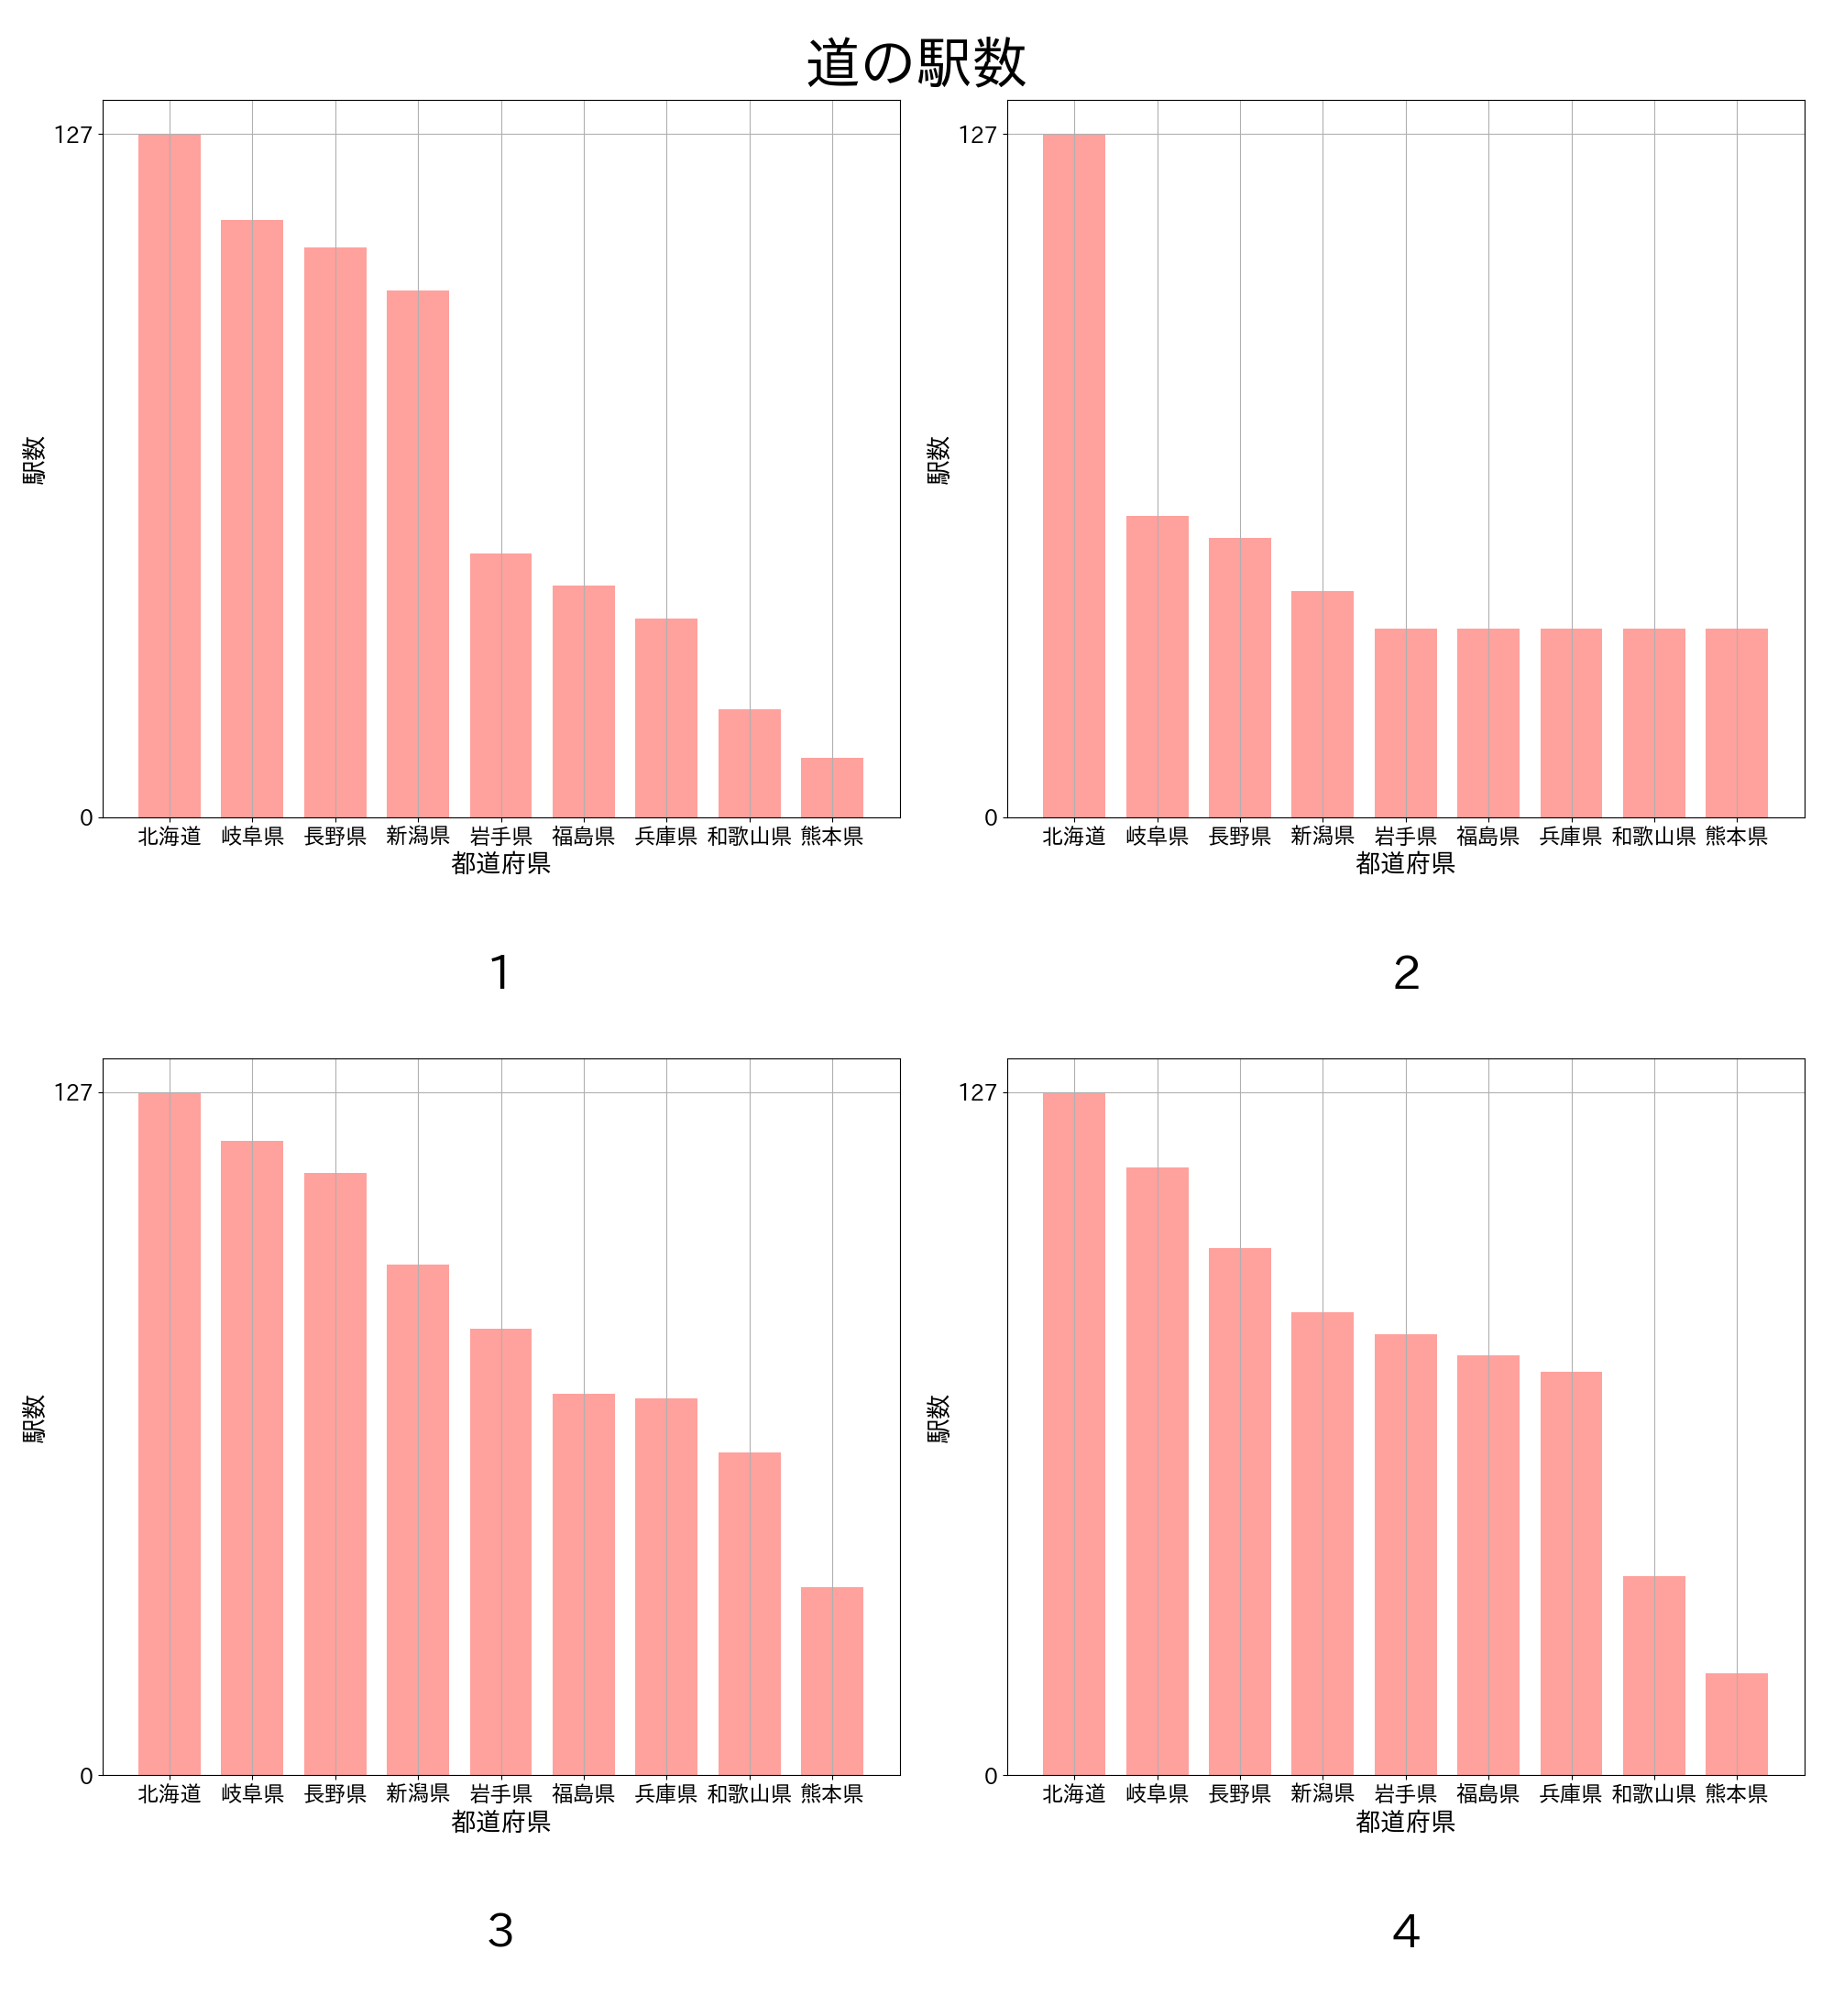 道の駅数
127
0
駅数
北海道 岐阜県 長野県 新潟県 岩手県 福島県 兵庫県 和歌山県 熊本県
都道府県
1
127
0
駅数
北海道 岐阜県 長野県 新潟県 岩手県 福島県 兵庫県 和歌山県 熊本県
都道府県
2
127
0
駅数
北海道 岐阜県 長野県 新潟県 岩手県 福島県 兵庫県 和歌山県 熊本県
都道府県
3
127
0
駅数
北海道 岐阜県 長野県 新潟県 岩手県 福島県 兵庫県 和歌山県 熊本県
都道府県
4